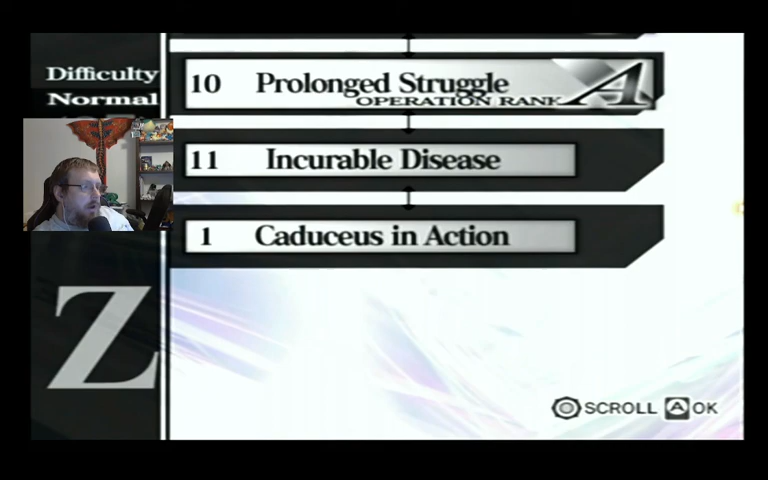 Difficulty
Normal
10 Prolonged Struggle
OPERATION RANK A
11 Incurable Disease
1 Caduceus in Action
Z
SCROLL A OK